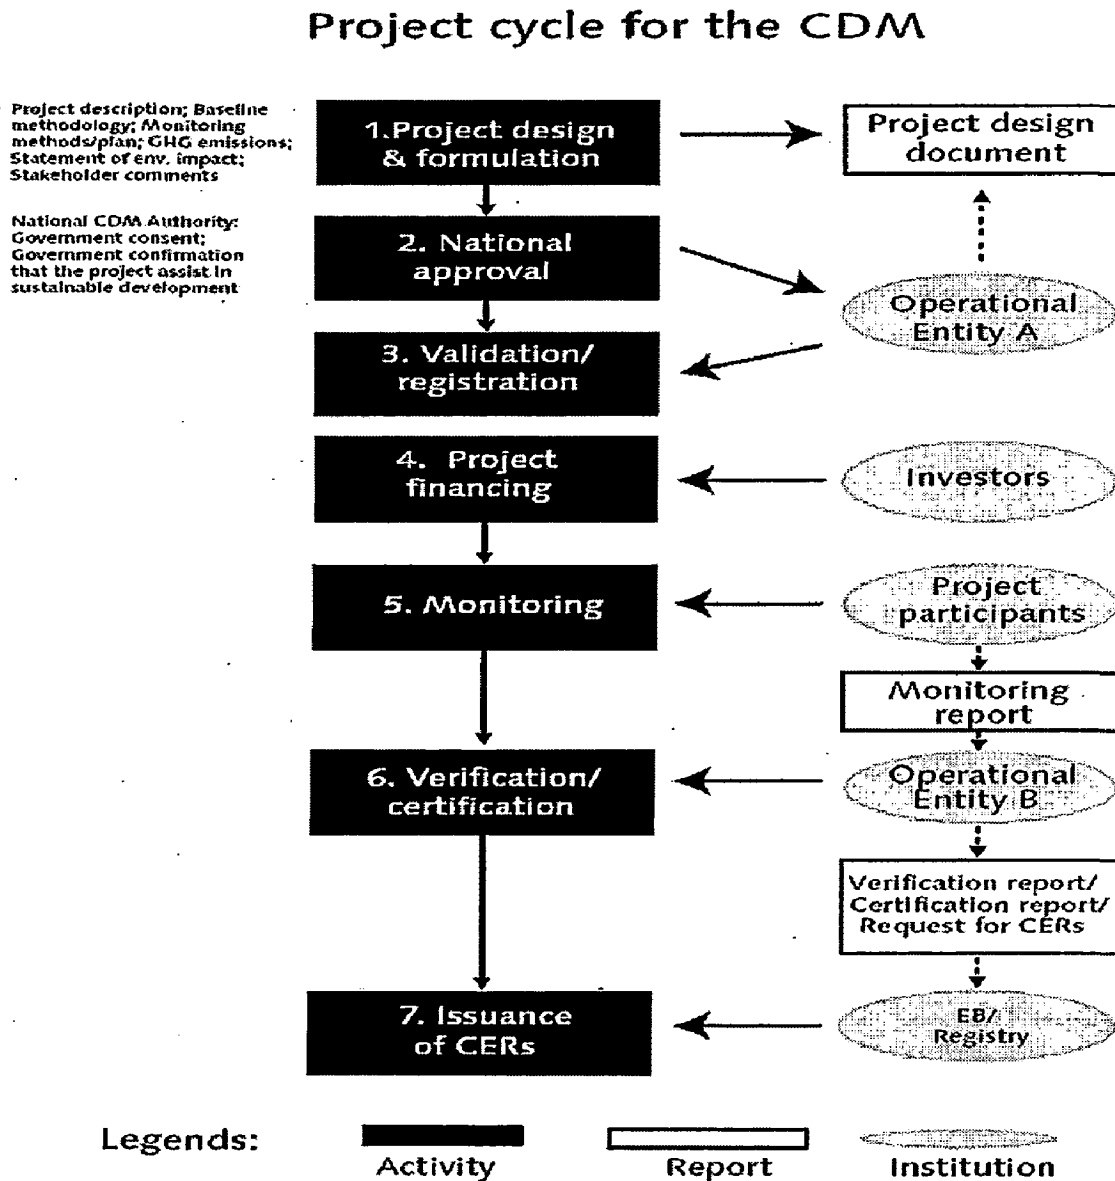 Project cycle for the CDM
Project description; Baseline
methodology; Monitoring
methods/plan; GHG emissions;
Statement of env. impact;
Stakeholder comments
1.Project design
& formulation
Project design
document
National CDM Authority:
Government consent;
Government confirmation
that the project assist in
sustainable development
2. National
approval
Operational
Entity A
3. Validation/
registration
4. Project
financing
Investors
5. Monitoring
Project
participants
Monitoring
report
6. Verification/
certification
Operational
Entity B
Verification report/
Certification report/
Request for CERs
7. Issuance
of CERs
EB/
Registry
Legends:
Activity
Report
Institution